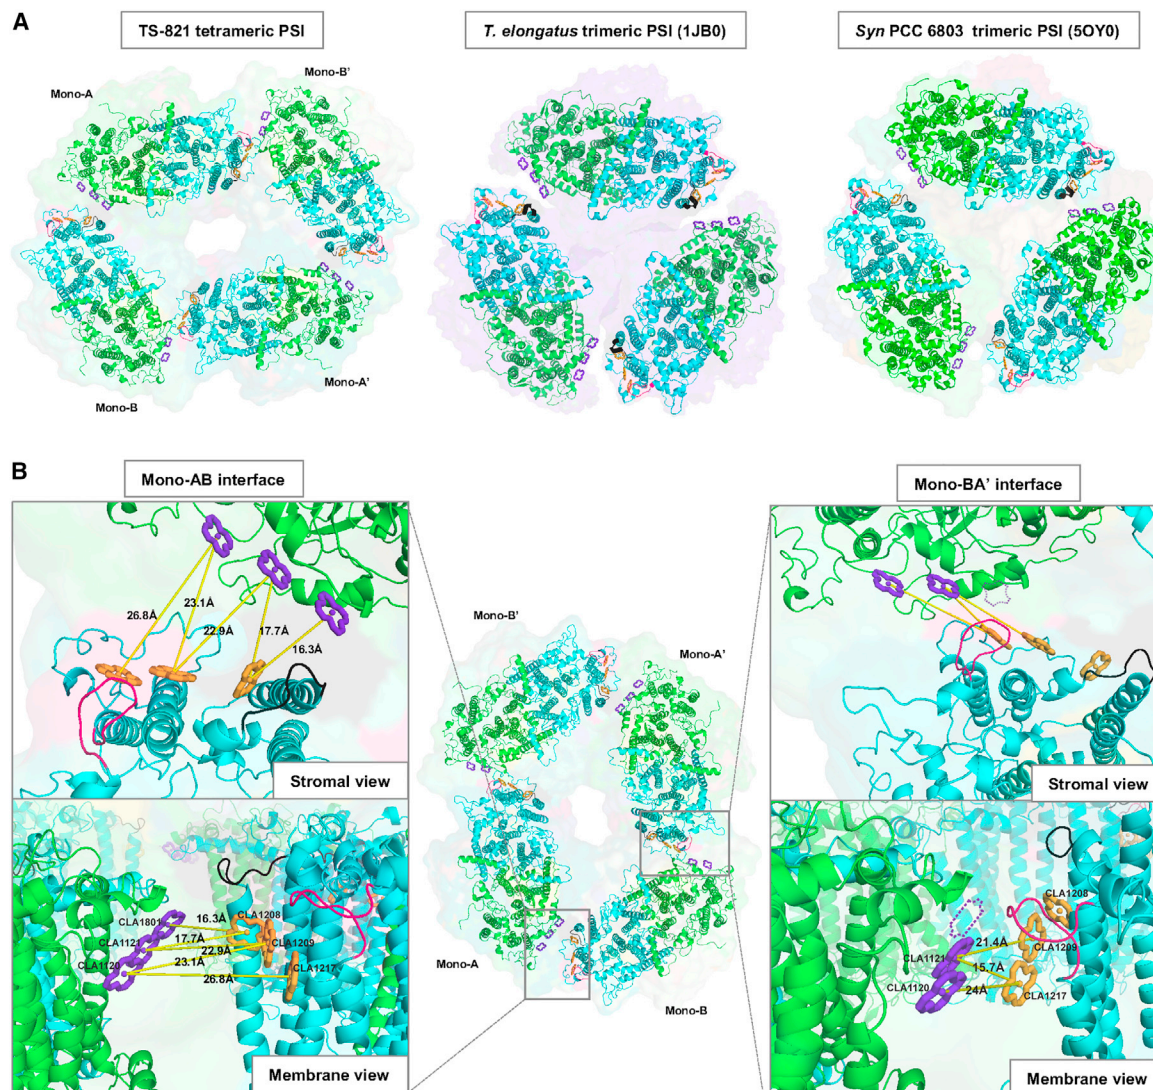 A
TS-821 tetrameric PSI
T. elongatus trimeric PSI (1JB0)
Syn PCC 6803 trimeric PSI (5OY0)
Mono-A
Mono-B'
Mono-B
Mono-A'
B
Mono-AB interface
Mono-BA' interface
26.8Å
23.1Å
22.9Å
17.7Å
16.3Å
Stromal view
Stromal view
Mono-B'
Mono-A'
Mono-A
Mono-B
CLA1801
CLA1121
CLA1120
16.3Å
17.7Å
22.9Å
23.1Å
26.8Å
CLA1208
CLA1209
CLA1217
Membrane view
CLA1208
CLA1209
CLA1121
CLA1120
21.4Å
15.7Å
24Å
CLA1217
Membrane view